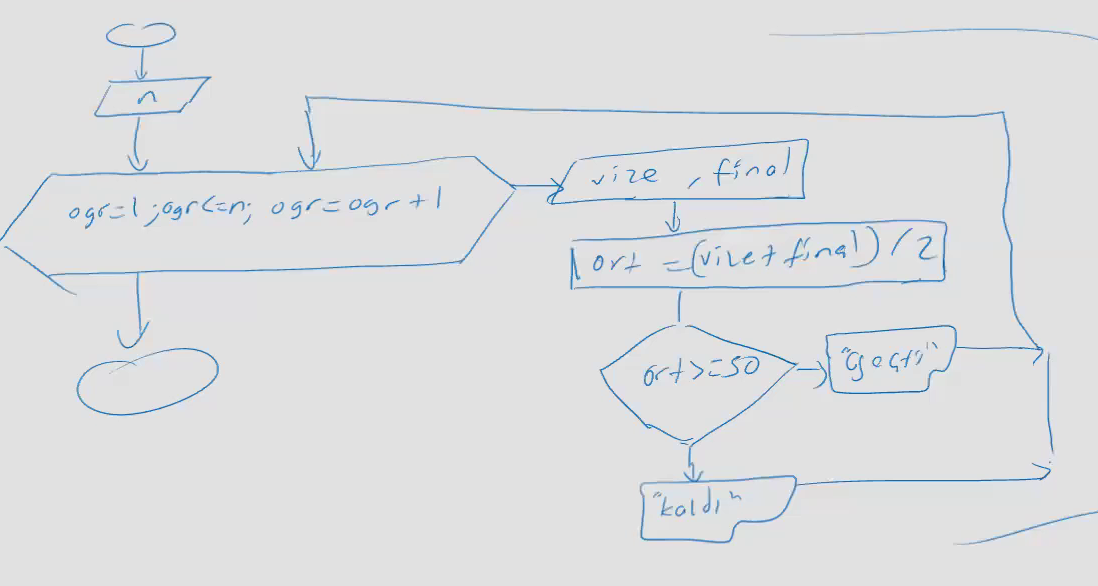 n
ogr=1 ;ogr<=n; ogr=ogr+1
vize , final
ort =(vize+final)/2
ort>=50
"Geçti"
"kaldı"